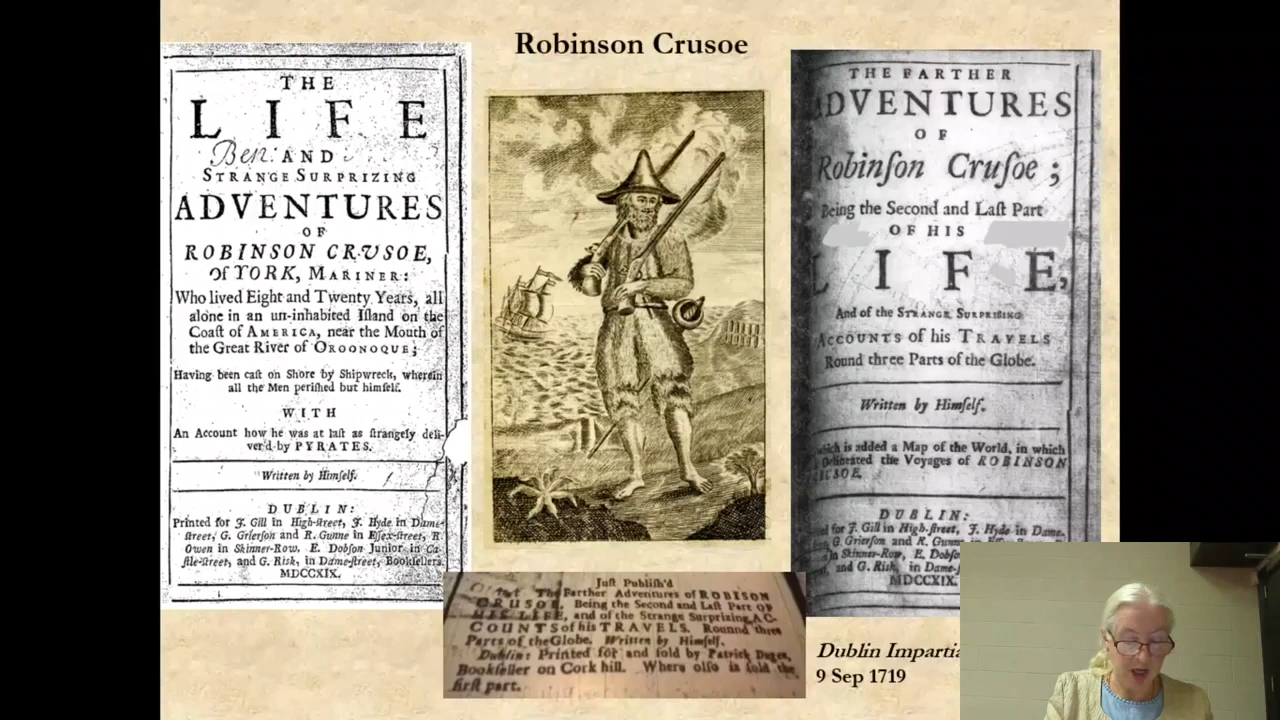 Robinson Crusoe
THE
LIFE
Ben: AND
STRANGE SURPRIZING
ADVENTURES
OF
ROBINSON CRUSOE,
Of YORK, MARINER:
Who lived Eight and Twenty Years, all
alone in an un-inhabited Iſland on the
Coaſt of AMERICA, near the Mouth of
the Great River of OROONOQUE;
Having been caſt on Shore by Shipwreck, wherein
all the Men periſhed but himſelf.
WITH
An Account how he was at laſt as ſtrangely deli-
ver'd by PYRATES.
Written by Himſelf.
DUBLIN:
Printed for J. Gill in High-ſtreet, J. Hyde in Dame-
ſtreet, G. Grierſon and R. Gunne in Eſſex-ſtreet, R.
Owen in Skinner-Row, E. Dobſon Junior in Ca-
ſtle-ſtreet, and G. Risk, in Dame-ſtreet, Bookſellers.
MDCCXIX.
THE FARTHER
ADVENTURES
OF
Robinſon Cruſoe;
Being the Second and Laſt Part
OF HIS
LIFE,
And of the STRANGE SURPRISING
ACCOUNTS of his TRAVELS
Round three Parts of the Globe.
Written by Himſelf.
which is added a Map of the World, in which
is Delineated the Voyages of ROBINSON
DUBLIN:
for J. Gill in High-ſtreet, J. Hyde in Dame-
G. Grierſon and R. Gunne
in Skinner-Row, E. Dobſon
and G. Risk, in Dame-ſ
MDCCXIX.
Juſt Publiſh'd
The Farther Adventures of ROBISON
CRUSOE, Being the Second and Laſt Part OF
HIS LIFE, and of the Strange Surprizing AC-
COUNTS of his TRAVELS. Rounnd three
Parts of the Globe. Written by Himſelf.
Dublin: Printed for and ſold by Patrick Dugan,
Bookſeller on Cork hill. Where olſo is ſold the
firſt part.
Dublin Impartia
9 Sep 1719